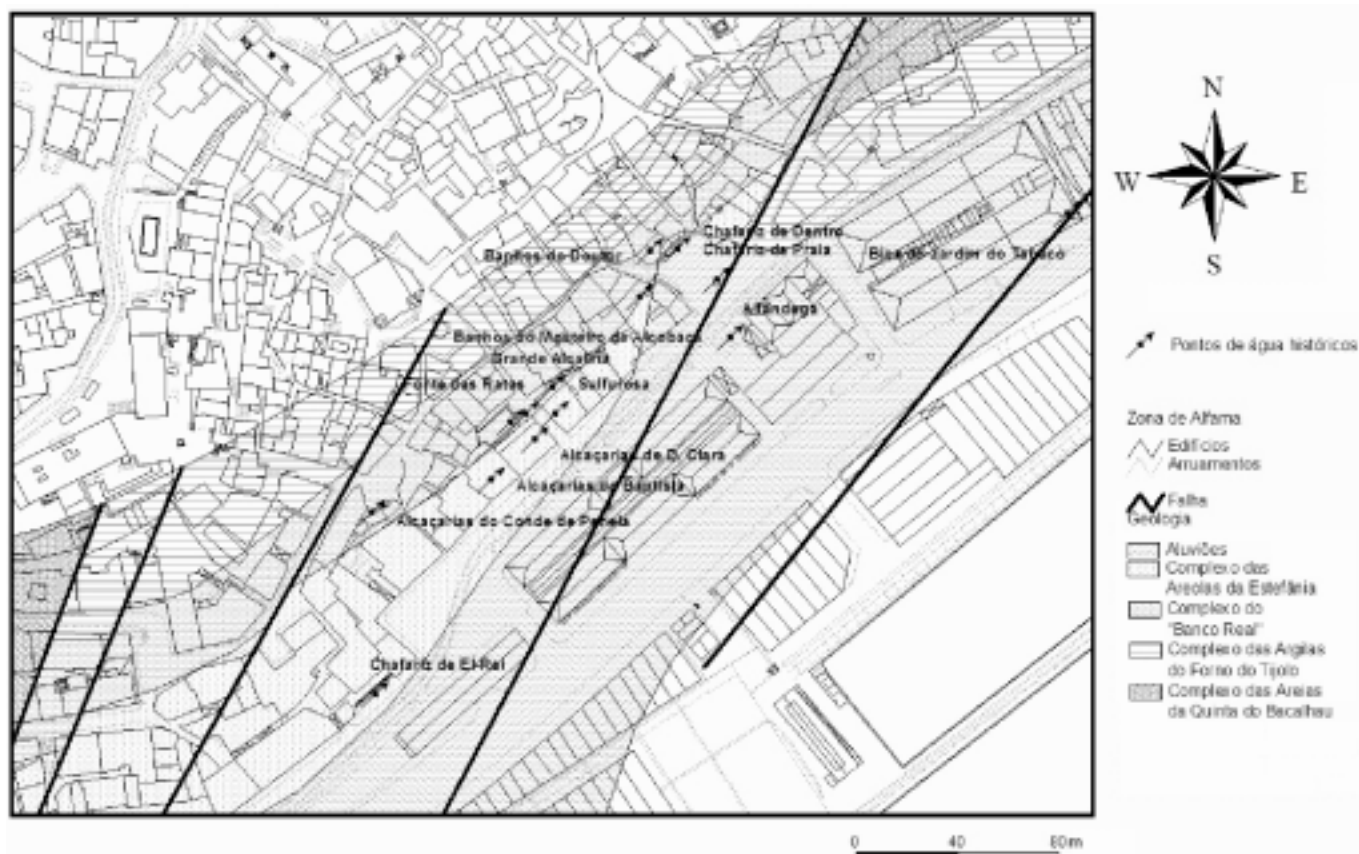 Chafariz de Dentro
Chafariz de Praia
Banhos do Doutor
Bica do Jardim do Tabaco
Alfândega
Banhos do Mosteiro de Alcobaça
Grande Alcalina
Fonte das Ratas
Sulfurosa
Alcaçarias de D. Clara
Alcaçarias do Baptista
Alcaçarias do Conde de Penela
Chafariz de El-Rei
N
W E
S
Pontos de água históricos
Zona de Alfama
Edifícios
Arruamentos
Falha
Geologia
Aluviões
Complexo das
Areolas da Estefânia
Complexo do
"Banco Real"
Complexo das Argilas
do Forno do Tijolo
Complexo das Areias
da Quinta do Bacalhau
0 40 80m